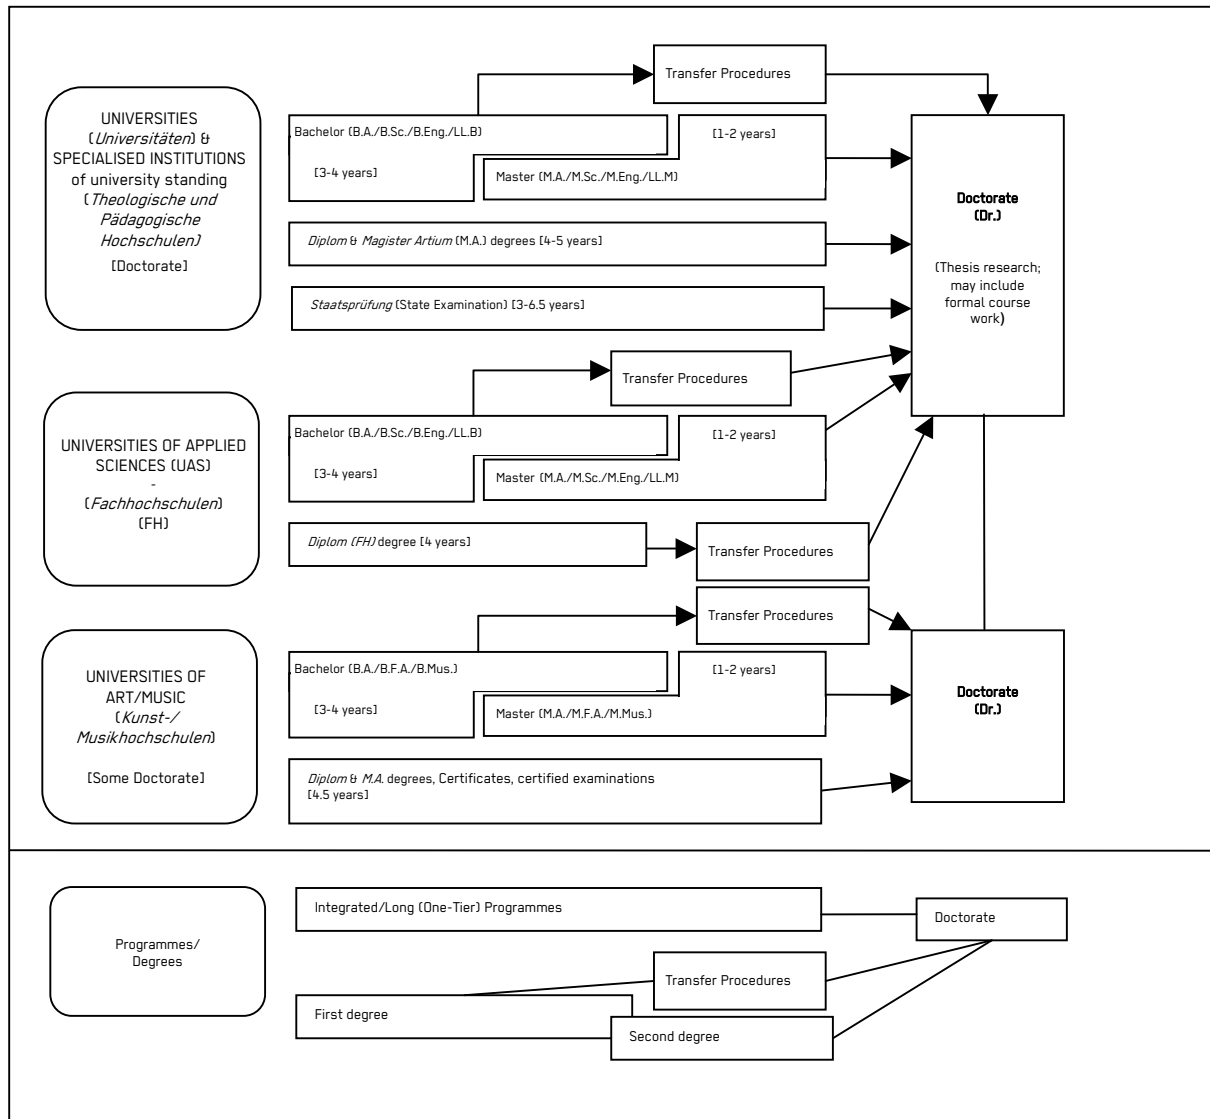 Transfer Procedures
UNIVERSITIES
(Universitäten) &
SPECIALISED INSTITUTIONS
of university standing
(Theologische und
Pädagogische
Hochschulen)
[Doctorate]
Bachelor (B.A./B.Sc./B.Eng./LL.B)
[1-2 years]
[3-4 years]
Master (M.A./M.Sc./M.Eng./LL.M)
Diplom & Magister Artium (M.A.) degrees [4-5 years]
Staatsprüfung (State Examination) [3-6.5 years]
Doctorate
(Dr.)
(Thesis research;
may include
formal course
work)
Transfer Procedures
UNIVERSITIES OF APPLIED
SCIENCES (UAS)
-
(Fachhochschulen)
(FH)
Bachelor (B.A./B.Sc./B.Eng./LL.B)
[1-2 years]
[3-4 years]
Master (M.A./M.Sc./M.Eng./LL.M)
Diplom (FH) degree [4 years]
Transfer Procedures
Transfer Procedures
UNIVERSITIES OF
ART/MUSIC
(Kunst-/
Musikhochschulen)
[Some Doctorate]
Bachelor (B.A./B.F.A./B.Mus.)
[1-2 years]
[3-4 years]
Master (M.A./M.F.A./M.Mus.)
Diplom & M.A. degrees, Certificates, certified examinations
[4.5 years]
Doctorate
(Dr.)
Programmes/
Degrees
Integrated/Long (One-Tier) Programmes
Doctorate
Transfer Procedures
First degree
Second degree